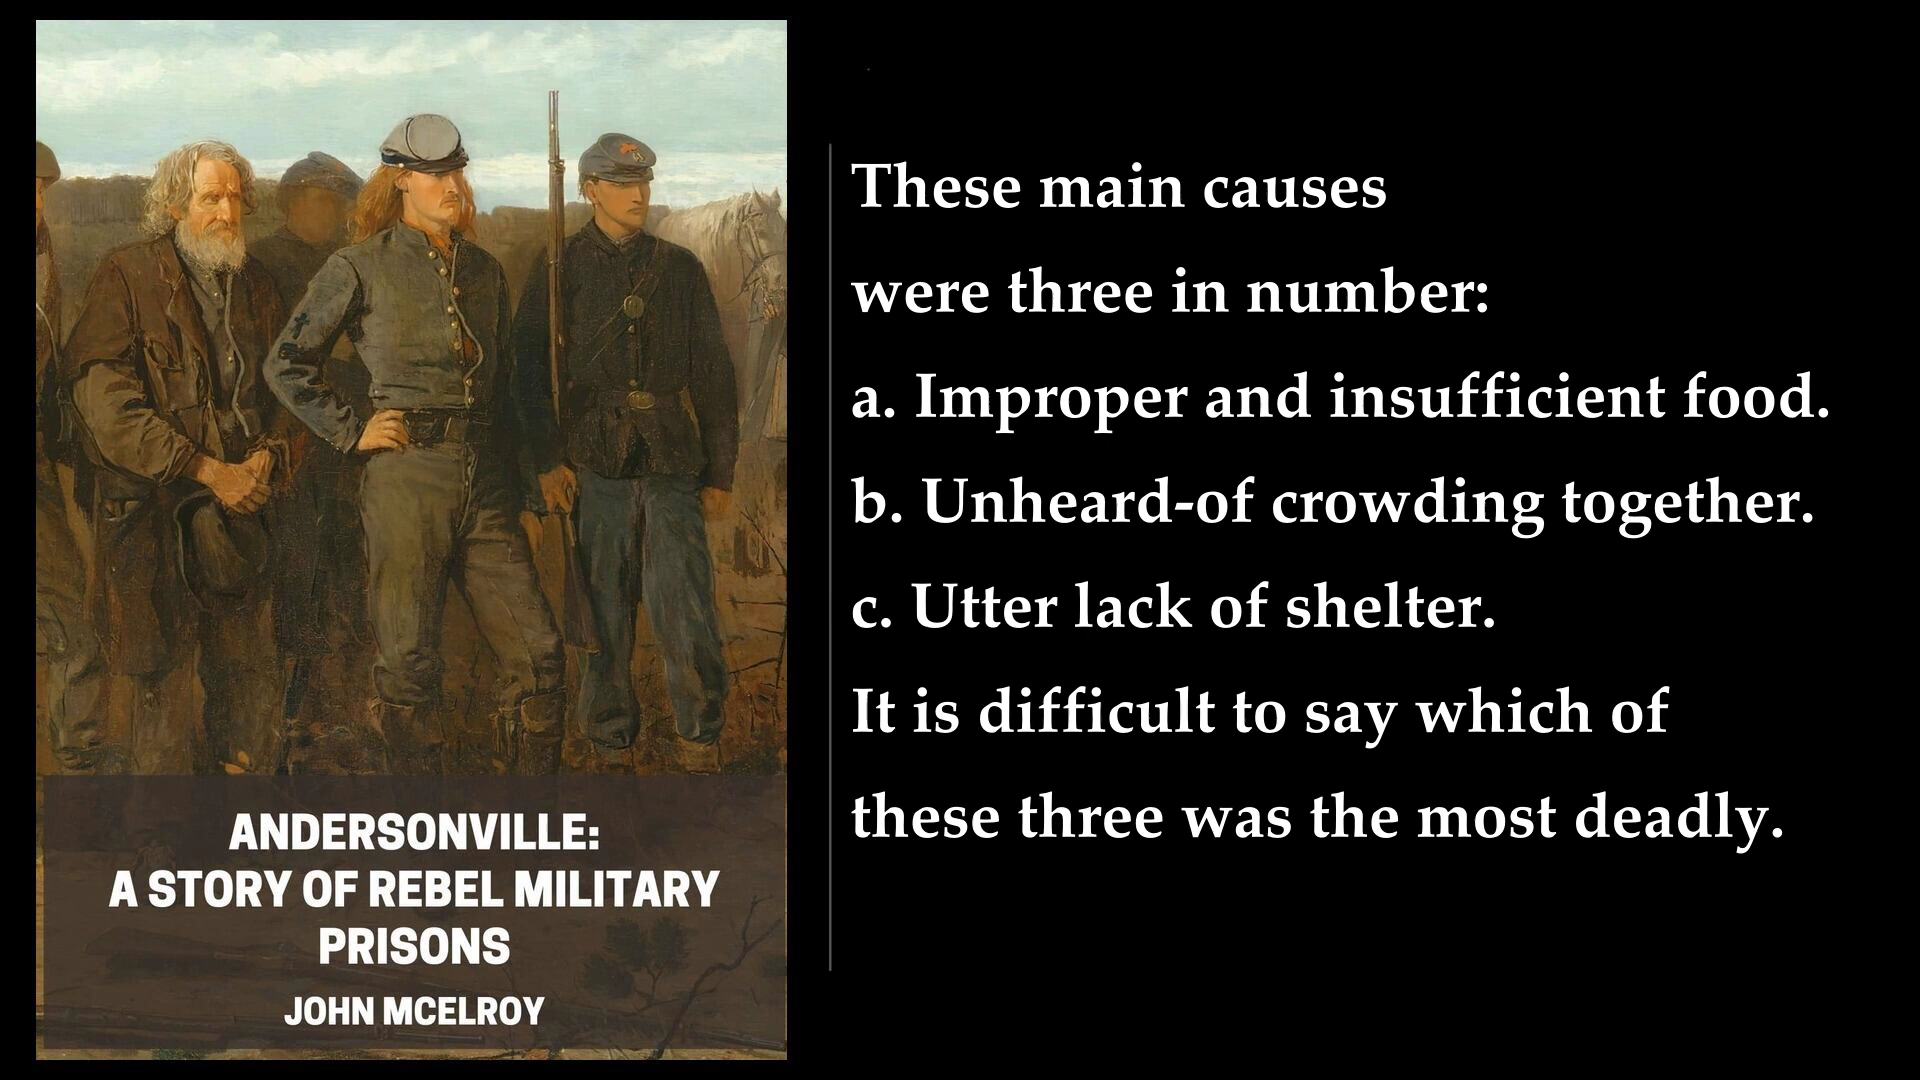 ANDERSONVILLE:
A STORY OF REBEL MILITARY
PRISONS
JOHN MCELROY
These main causes
were three in number:
a. Improper and insufficient food.
b. Unheard-of crowding together.
c. Utter lack of shelter.
It is difficult to say which of
these three was the most deadly.